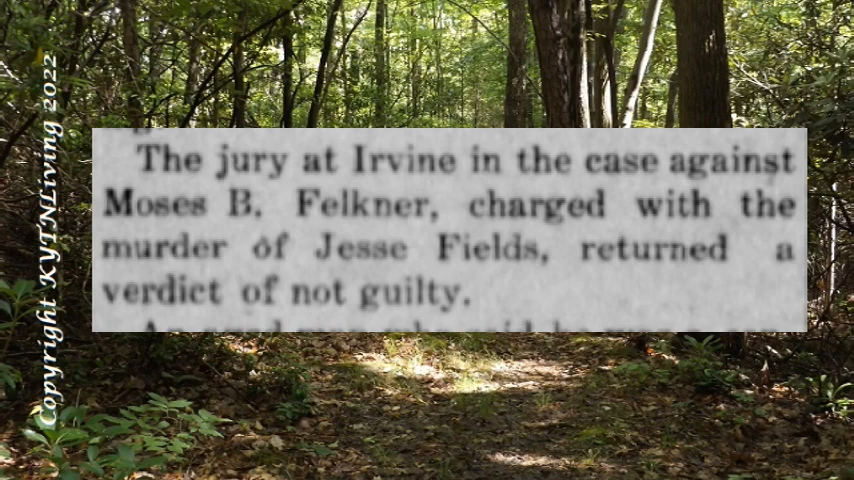 The jury at Irvine in the case against
Moses B. Felkner, charged with the
murder of Jesse Fields, returned a
verdict of not guilty.
Copyright KYTNLiving 2022